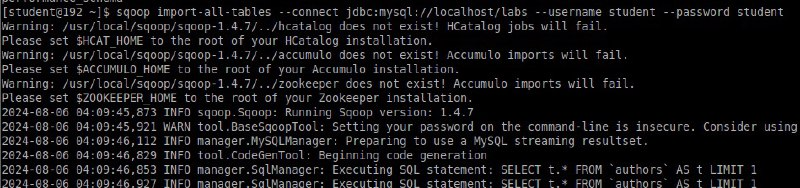 performance_schema
[student@192 ~]$ sqoop import-all-tables --connect jdbc:mysql://localhost/labs --username student --password student
Warning: /usr/local/sqoop/sqoop-1.4.7/../hcatalog does not exist! HCatalog jobs will fail.
Please set $HCAT_HOME to the root of your HCatalog installation.
Warning: /usr/local/sqoop/sqoop-1.4.7/../accumulo does not exist! Accumulo imports will fail.
Please set $ACCUMULO_HOME to the root of your Accumulo installation.
Warning: /usr/local/sqoop/sqoop-1.4.7/../zookeeper does not exist! Accumulo imports will fail.
Please set $ZOOKEEPER_HOME to the root of your Zookeeper installation.
2024-08-06 04:09:45,873 INFO sqoop.Sqoop: Running Sqoop version: 1.4.7
2024-08-06 04:09:45,921 WARN tool.BaseSqoopTool: Setting your password on the command-line is insecure. Consider using
2024-08-06 04:09:46,112 INFO manager.MySQLManager: Preparing to use a MySQL streaming resultset.
2024-08-06 04:09:46,829 INFO tool.CodeGenTool: Beginning code generation
2024-08-06 04:09:46,853 INFO manager.SqlManager: Executing SQL statement: SELECT t.* FROM `authors` AS t LIMIT 1
2024-08-06 04:09:46,927 INFO manager.SqlManager: Executing SQL statement: SELECT t.* FROM `authors` AS t LIMIT 1